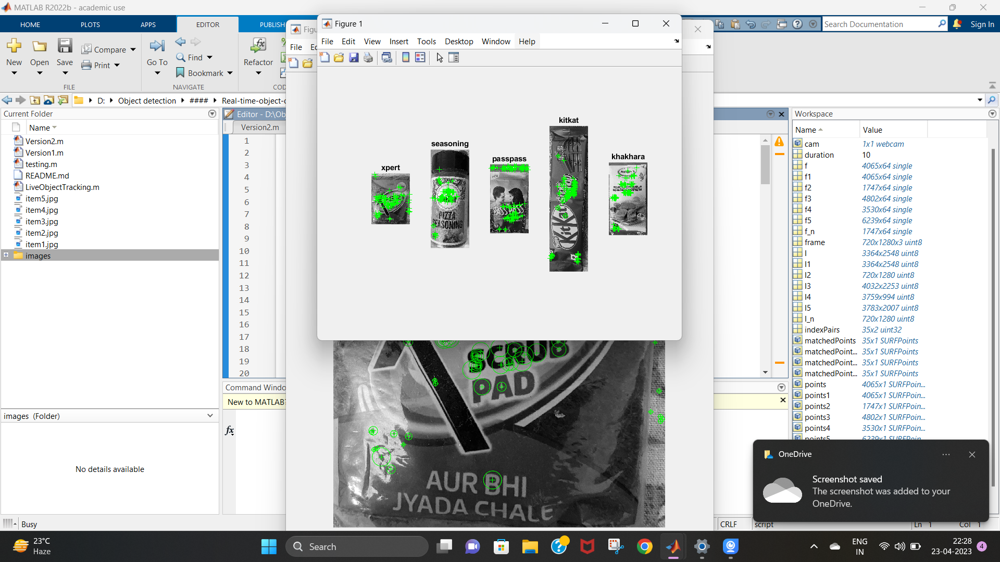 MATLAB R2022b - academic use
HOME PLOTS APPS EDITOR PUBLISH
Search Documentation
Sign In
New Open Save Compare Print
Go To Find Bookmark Refactor
FILE NAVIGATE
D: Object detection #### Real-time-object-
Current Folder
Name
Version2.m
Version1.m
testing.m
README.md
LiveObjectTracking.m
item5.jpg
item4.jpg
item3.jpg
item2.jpg
item1.jpg
images
images (Folder)
No details available
Busy
Editor - D:\Ob
Version2.m
1
2
3
4
5
6
7
8
9
10
11
12
13
14
15
16
17
18
19
20
Command Windo
New to MATLAB?
fx
File
Figure 1
File Edit View Insert Tools Desktop Window Help
xpert
seasoning
passpass
kitkat
khakhara
PIZZA
SEASONING
PASS PASS
KitKat
SCRUB
PAD
AUR BHI
JYADA CHALE
Workspace
Name Value
cam 1x1 webcam
duration 10
f 4065x64 single
f1 4065x64 single
f2 1747x64 single
f3 4802x64 single
f4 3530x64 single
f5 6239x64 single
f_n 1747x64 single
frame 720x1280x3 uint8
I 3364x2548 uint8
I1 3364x2548 uint8
I2 720x1280 uint8
I3 4032x2253 uint8
I4 3759x994 uint8
I5 3783x2007 uint8
I_n 720x1280 uint8
indexPairs 35x2 uint32
matchedPoints 35x1 SURFPoints
matchedPoint... 35x1 SURFPoints
matchedPoint... 35x1 SURFPoints
matchedPoint... 35x1 SURFPoints
points 4065x1 SURFPoin...
points1 4065x1 SURFPoin...
points2 1747x1 SURFPoin...
points3 4802x1 SURFPoin...
points4 3530x1 SURFPoin...
points5 6239x1 SURFPoin...
OneDrive
Screenshot saved
The screenshot was added to your
OneDrive.
CRLF script Ln 1 Col 1
23°C
Haze
Search
ENG
IN
22:28
23-04-2023
4